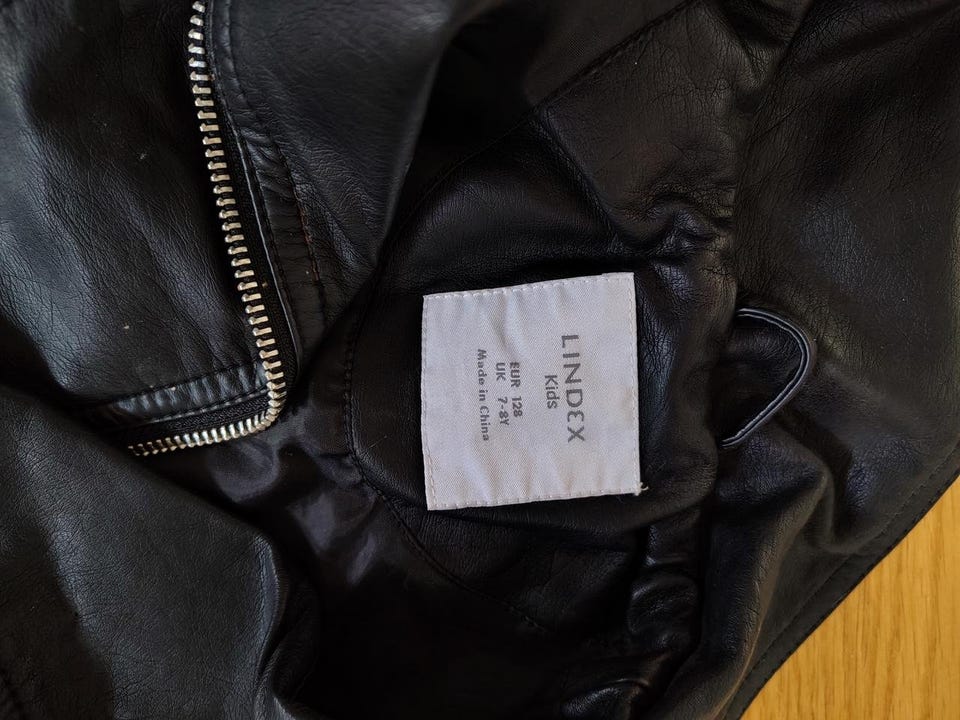 LINDEX
Kids
EUR 128
UK 7-8Y
Made in China